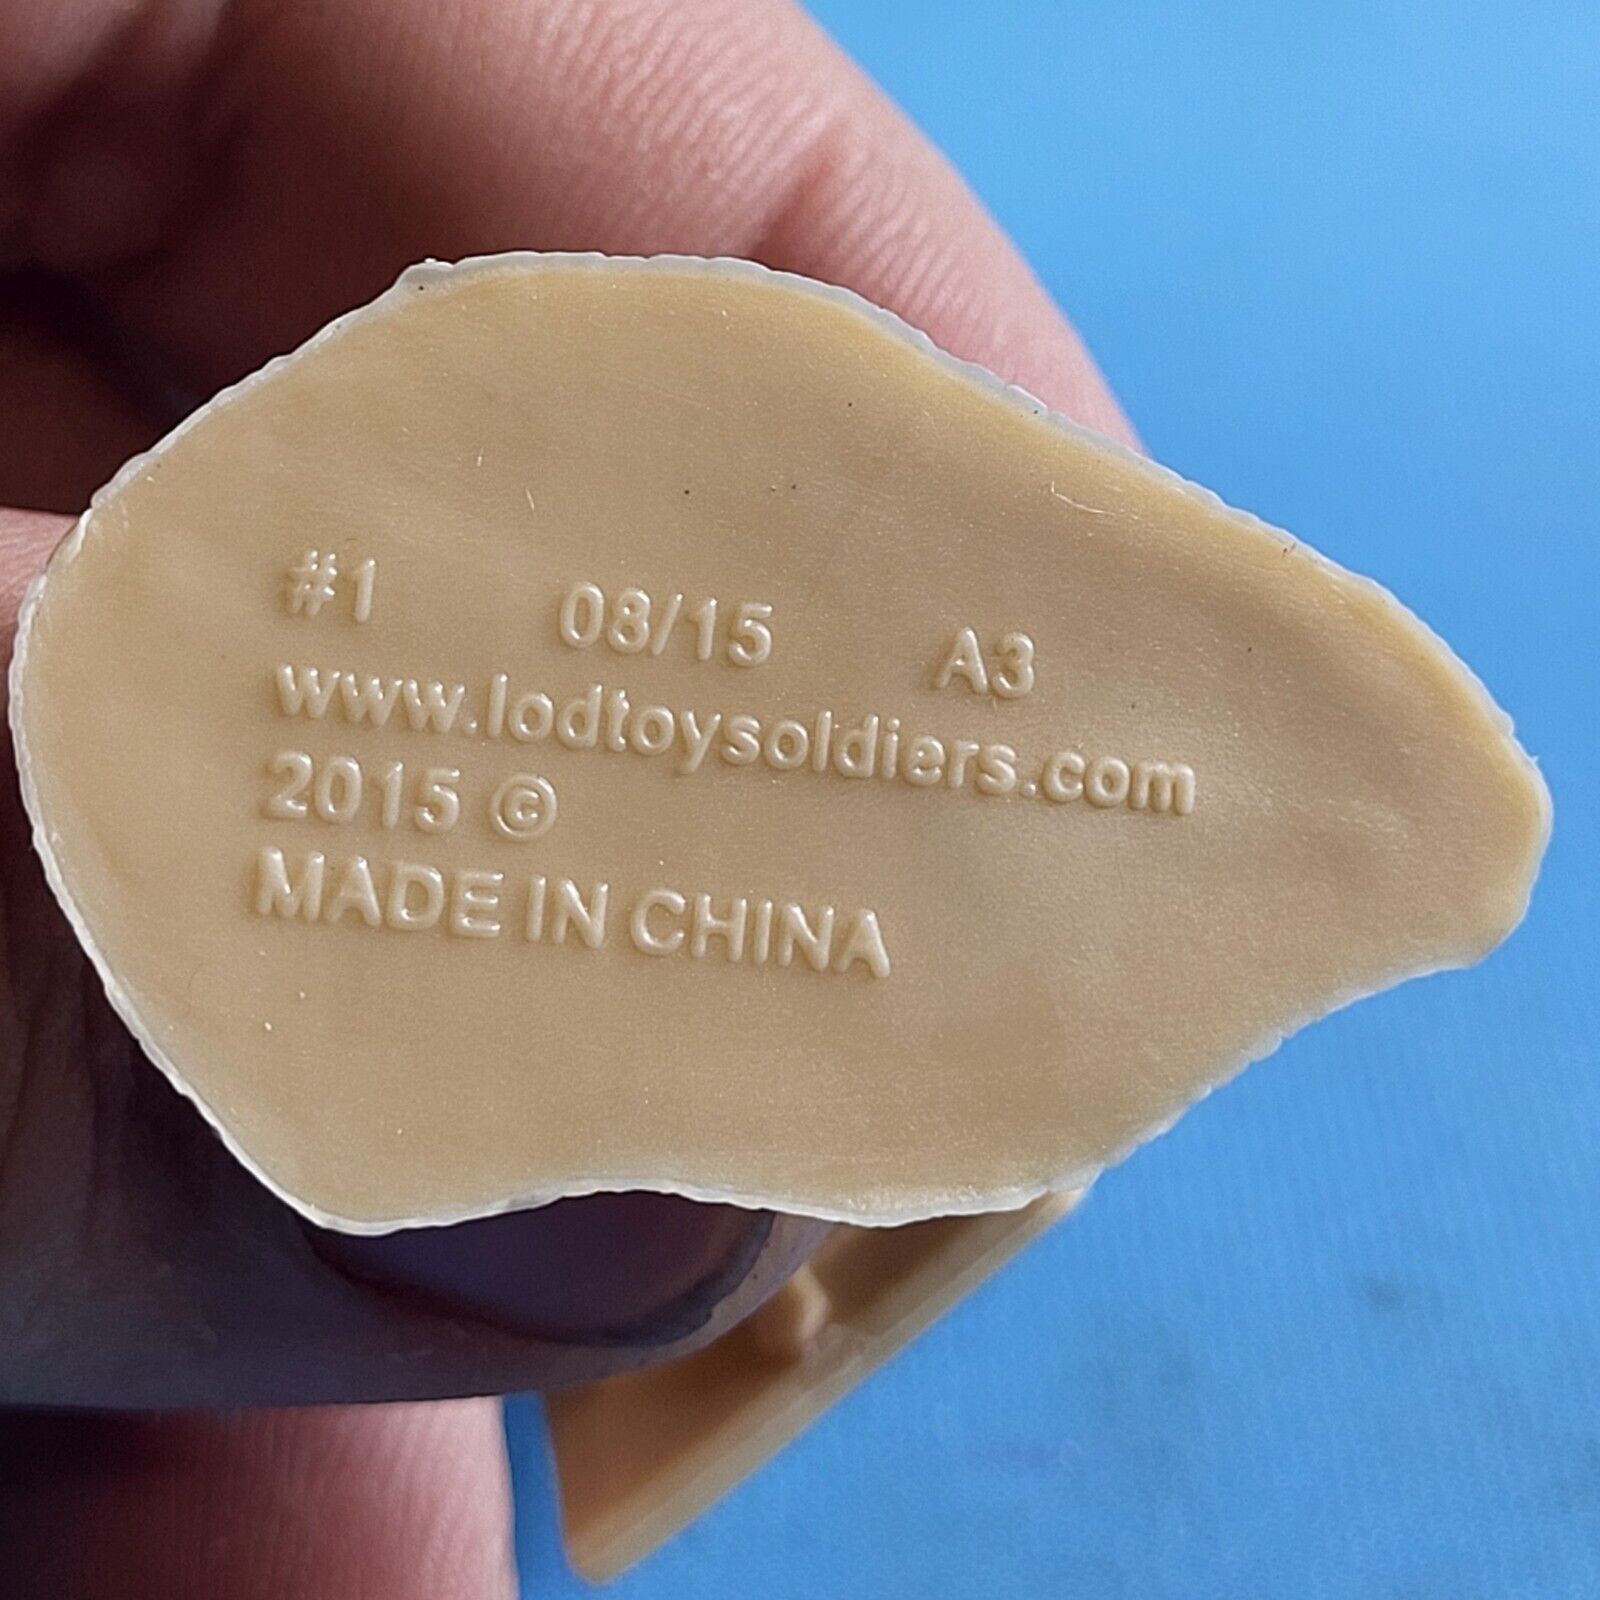 #1 08/15 A3
www.lodtoysoldiers.com
2015 ©
MADE IN CHINA